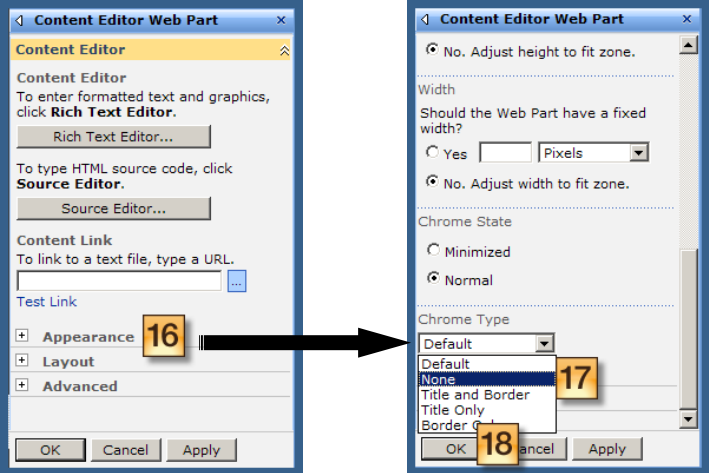 Content Editor Web Part
Content Editor
Content Editor
To enter formatted text and graphics,
click Rich Text Editor.
Rich Text Editor...
To type HTML source code, click
Source Editor.
Source Editor...
Content Link
To link to a text file, type a URL.
...
Test Link
Appearance
16
Layout
Advanced
OK Cancel Apply
Content Editor Web Part
No. Adjust height to fit zone.
Width
Should the Web Part have a fixed
width?
Yes Pixels
No. Adjust width to fit zone.
Chrome State
Minimized
Normal
Chrome Type
Default
Default
None
17
Title and Border
Title Only
Border
18
OK Apply